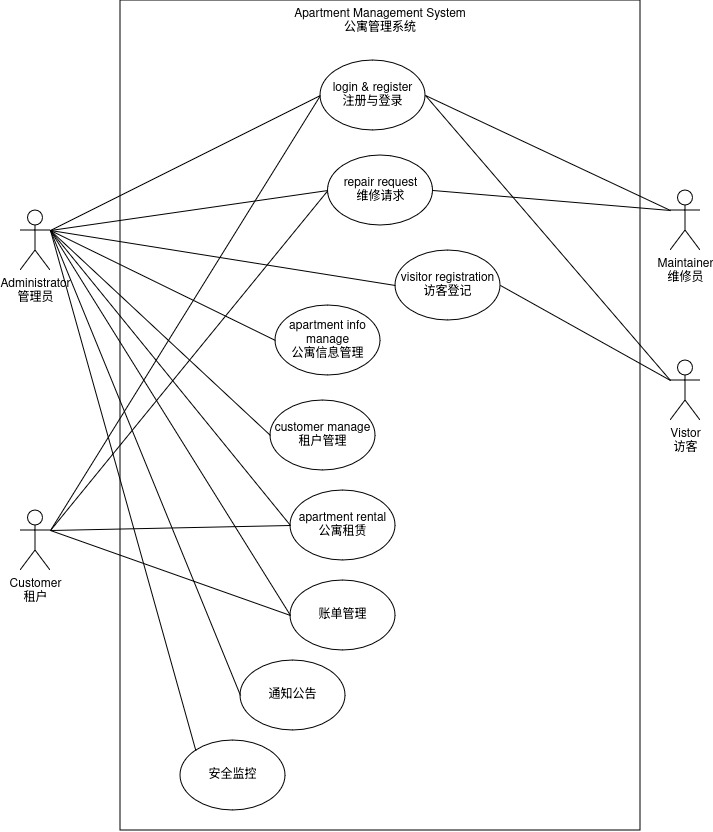 Apartment Management System
公寓管理系统
login & register
注册与登录
repair request
维修请求
visitor registration
访客登记
apartment info
manage
公寓信息管理
customer manage
租户管理
apartment rental
公寓租赁
账单管理
通知公告
安全监控
Administrator
管理员
Customer
租户
Maintainer
维修员
Vistor
访客